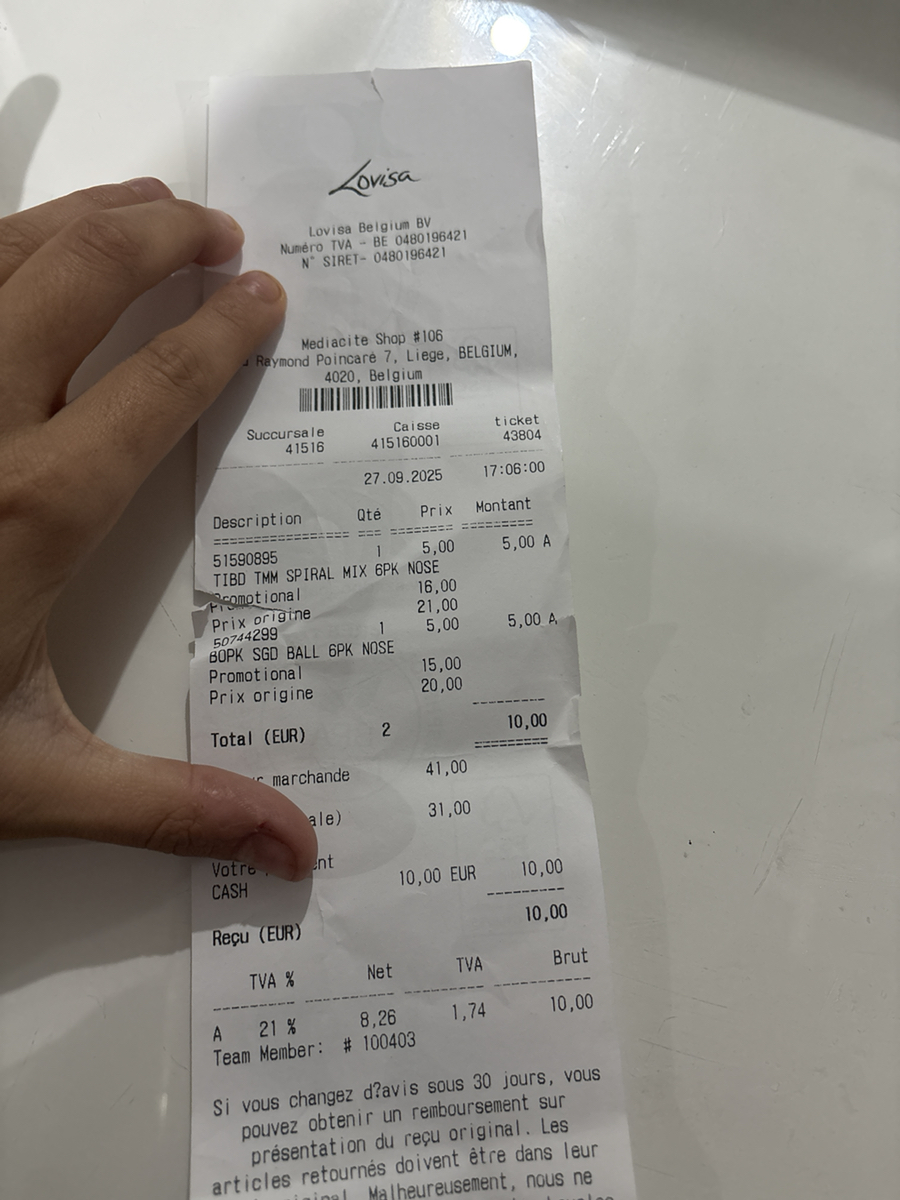 Lovisa
Lovisa Belgium BV
Numéro TVA - BE 0480196421
N° SIRET- 0480196421
Mediacite Shop #106
Raymond Poincaré 7, Liege, BELGIUM,
4020, Belgium
Succursale Caisse ticket
41516 415160001 43804
27.09.2025 17:06:00
Description Qté Prix Montant
51590895 1 5,00 5,00 A
TIBD TMM SPIRAL MIX 6PK NOSE
Promotional 16,00
Prix origine 21,00
50744299 1 5,00 5,00 A
BOPK SGD BALL 6PK NOSE
Promotional 15,00
Prix origine 20,00
Total (EUR) 2 10,00
marchande 41,00
ale) 31,00
Votre
CASH 10,00 EUR 10,00
10,00
Reçu (EUR)
TVA % Net TVA Brut
A 21 % 8,26 1,74 10,00
Team Member: # 100403
Si vous changez d?avis sous 30 jours, vous
pouvez obtenir un remboursement sur
présentation du reçu original. Les
articles retournés doivent être dans leur
Malheureusement, nous ne